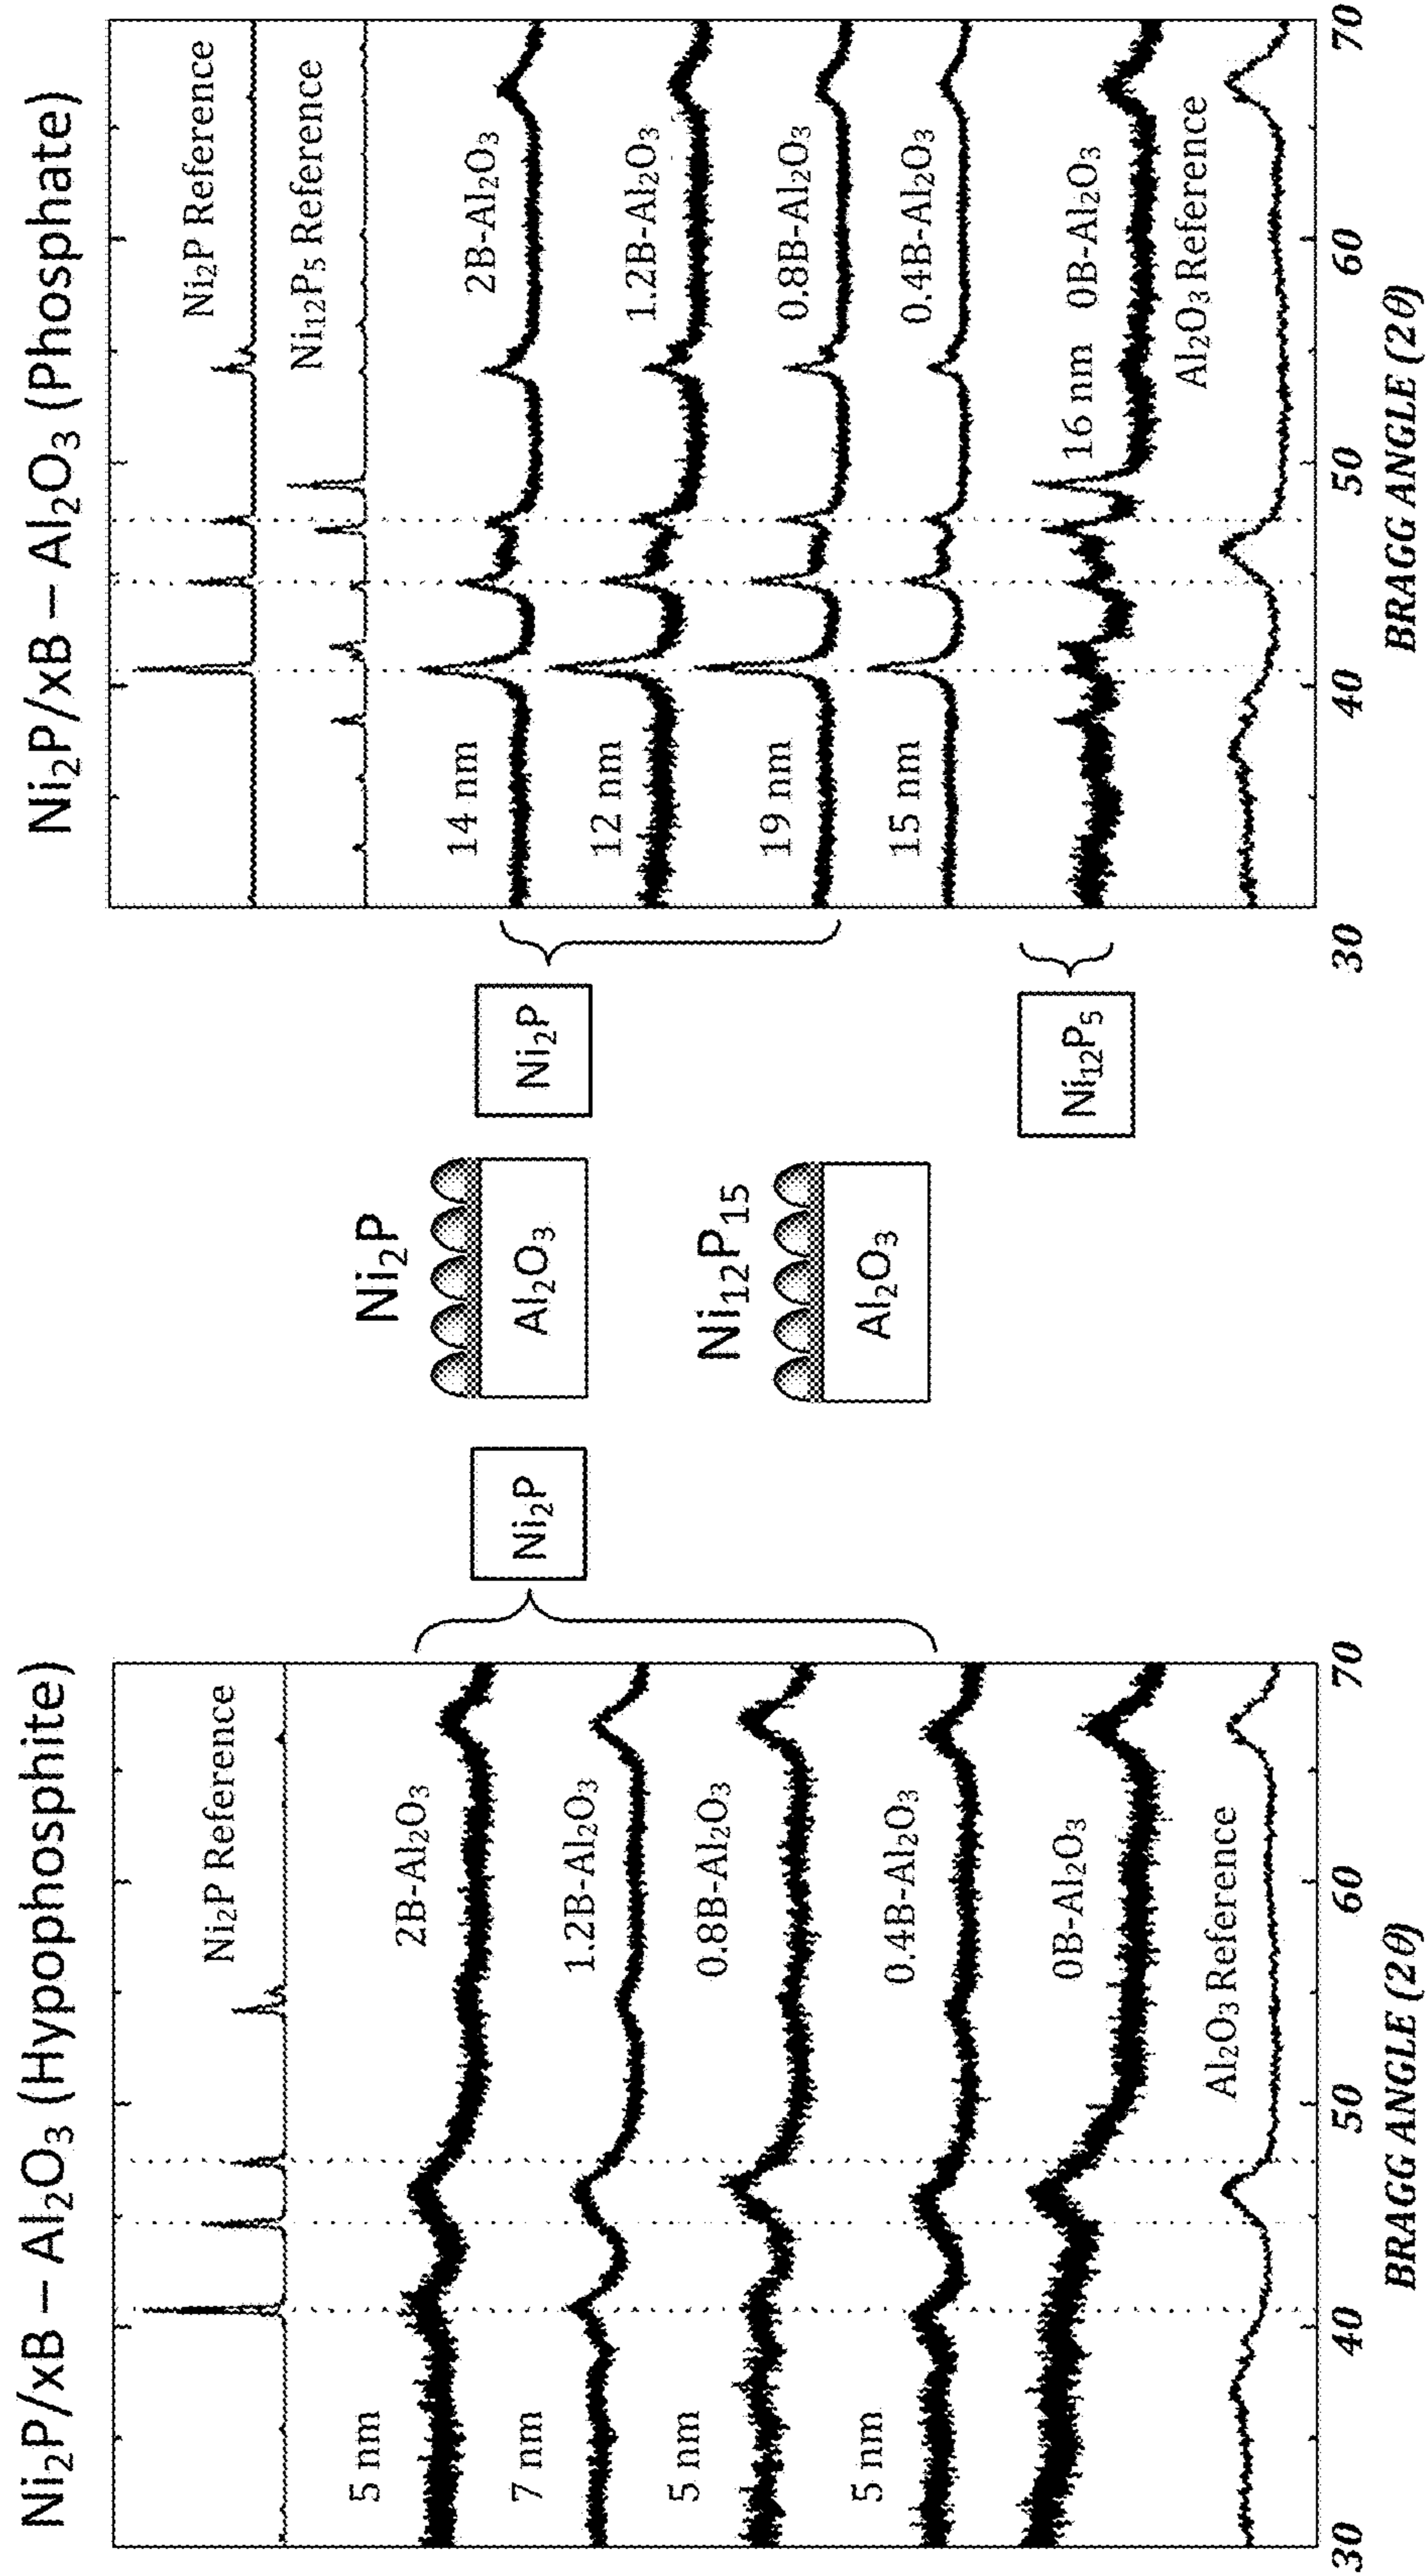 Ni₂P/xB – Al₂O₃ (Hypophosphite)
Ni₂P Reference
5 nm
2B-Al₂O₃
7 nm
1.2B-Al₂O₃
5 nm
0.8B-Al₂O₃
5 nm
0.4B-Al₂O₃
0B-Al₂O₃
Al₂O₃ Reference
30 40 50 60 70
BRAGG ANGLE (2θ)
Ni₂P
Ni₂P
Al₂O₃
Ni₁₂P₁₅
Al₂O₃
Ni₂P
Ni₁₂P₅
Ni₂P/xB – Al₂O₃ (Phosphate)
Ni₂P Reference
Ni₁₂P₅ Reference
14 nm
2B-Al₂O₃
12 nm
1.2B-Al₂O₃
19 nm
0.8B-Al₂O₃
15 nm
0.4B-Al₂O₃
16 nm
0B-Al₂O₃
Al₂O₃ Reference
30 40 50 60 70
BRAGG ANGLE (2θ)